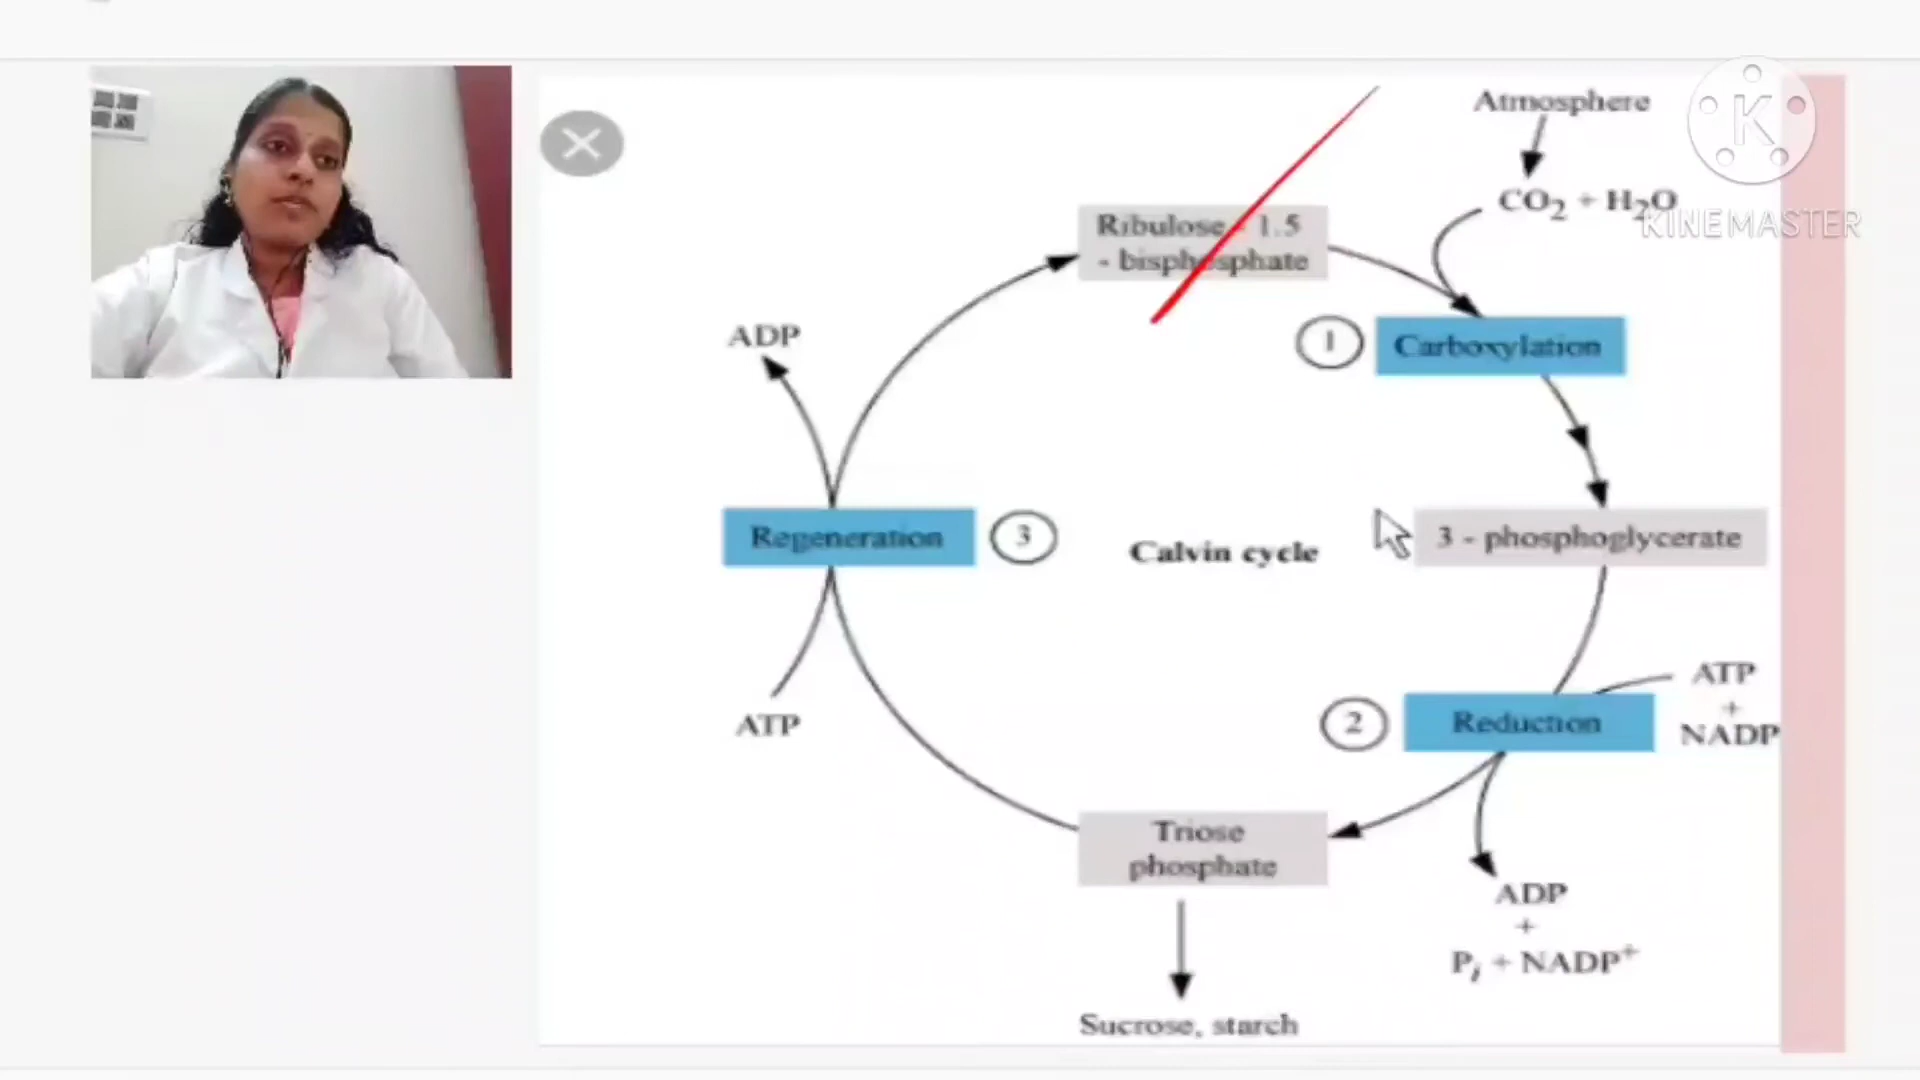 Atmosphere
CO₂ + H₂O
K
KINEMASTER
Ribulose - 1.5
- bisphosphate
1
Carboxylation
ADP
Regeneration
3
Calvin cycle
3 - phosphoglycerate
ATP
+
NADP
2
Reduction
ATP
Triose
phosphate
ADP
+
Pᵢ + NADP⁺
Sucrose, starch